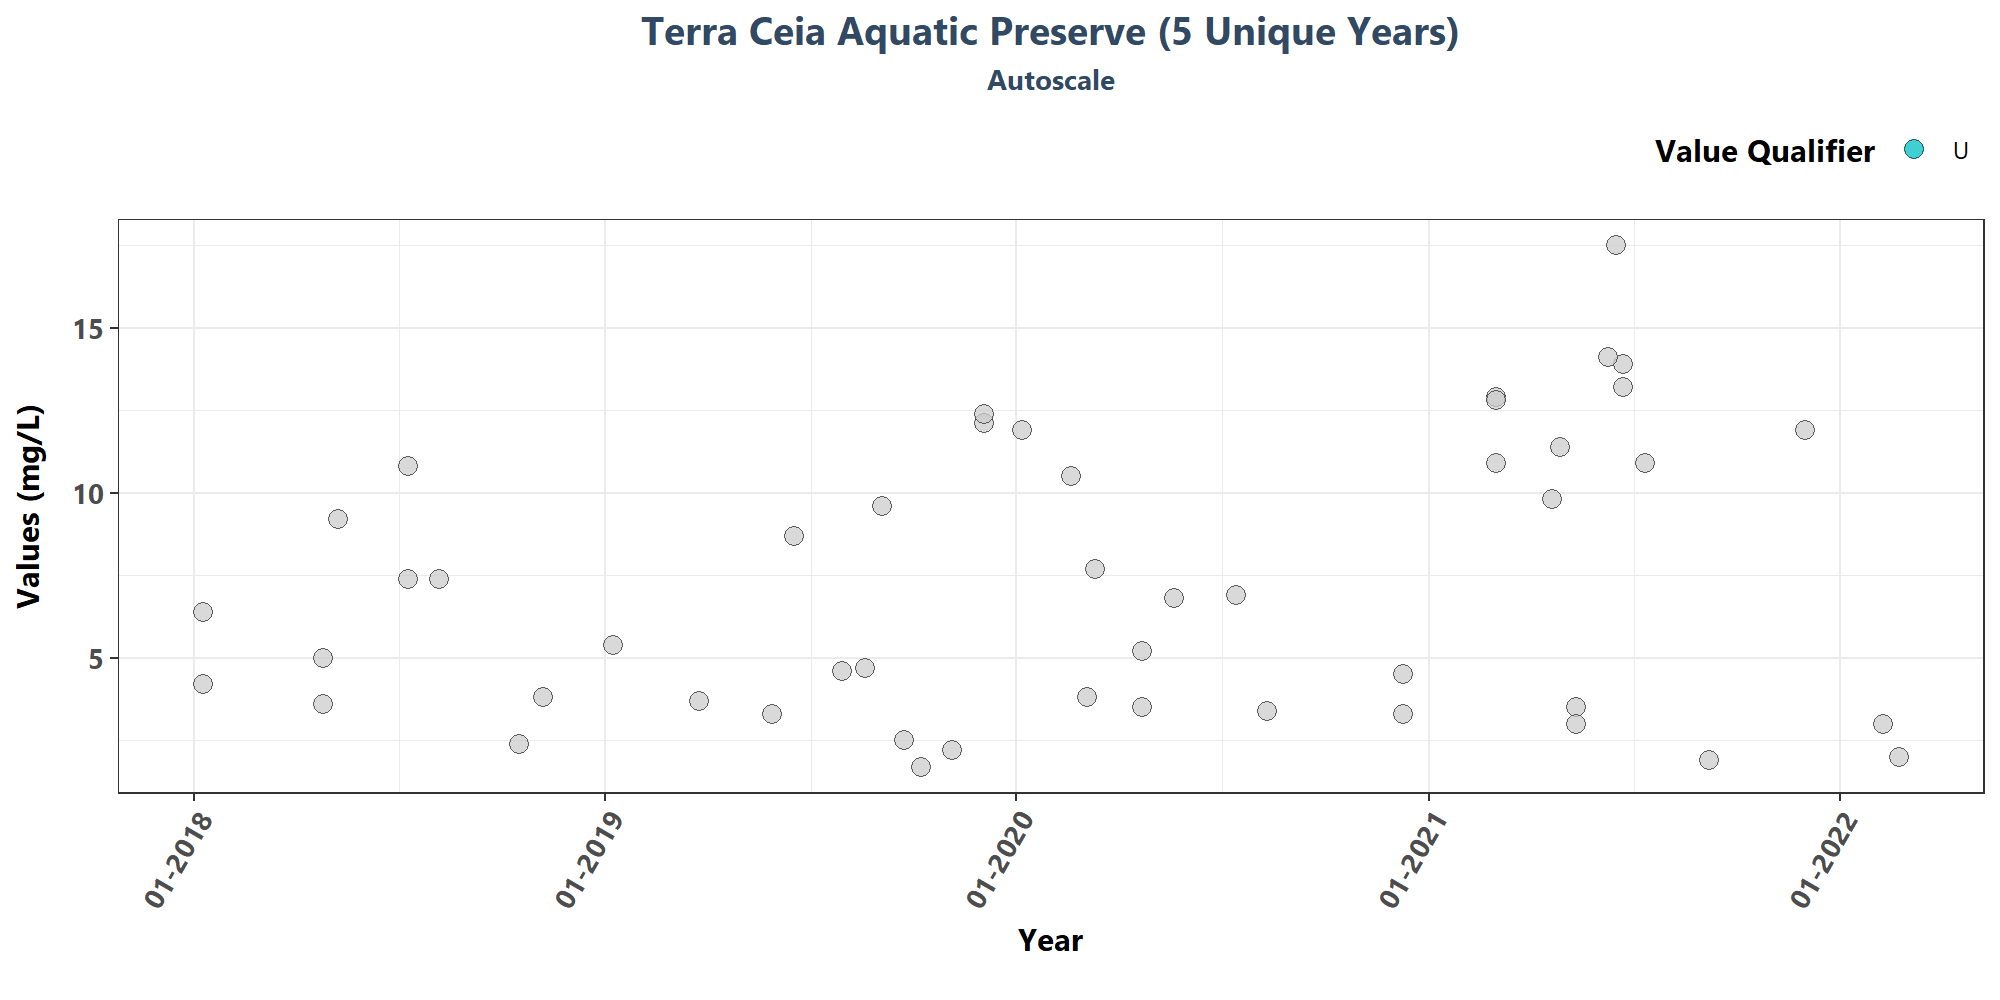 Terra Ceia Aquatic Preserve (5 Unique Years)
Autoscale
Value Qualifier U
Values (mg/L)
15
10
5
01-2018 01-2019 01-2020 01-2021 01-2022
Year